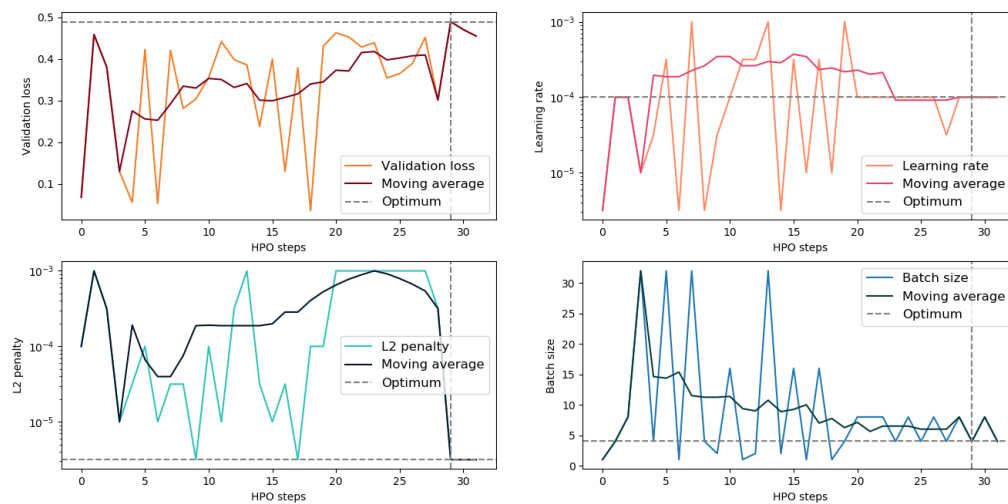 0.5
0.4
0.3
0.2
0.1
Validation loss
Validation loss
Moving average
Optimum
0 5 10 15 20 25 30
HPO steps
10⁻³
10⁻⁴
10⁻⁵
Learning rate
Learning rate
Moving average
Optimum
0 5 10 15 20 25 30
HPO steps
10⁻³
10⁻⁴
10⁻⁵
L2 penalty
L2 penalty
Moving average
Optimum
0 5 10 15 20 25 30
HPO steps
30
25
20
15
10
5
0
Batch size
Batch size
Moving average
Optimum
0 5 10 15 20 25 30
HPO steps